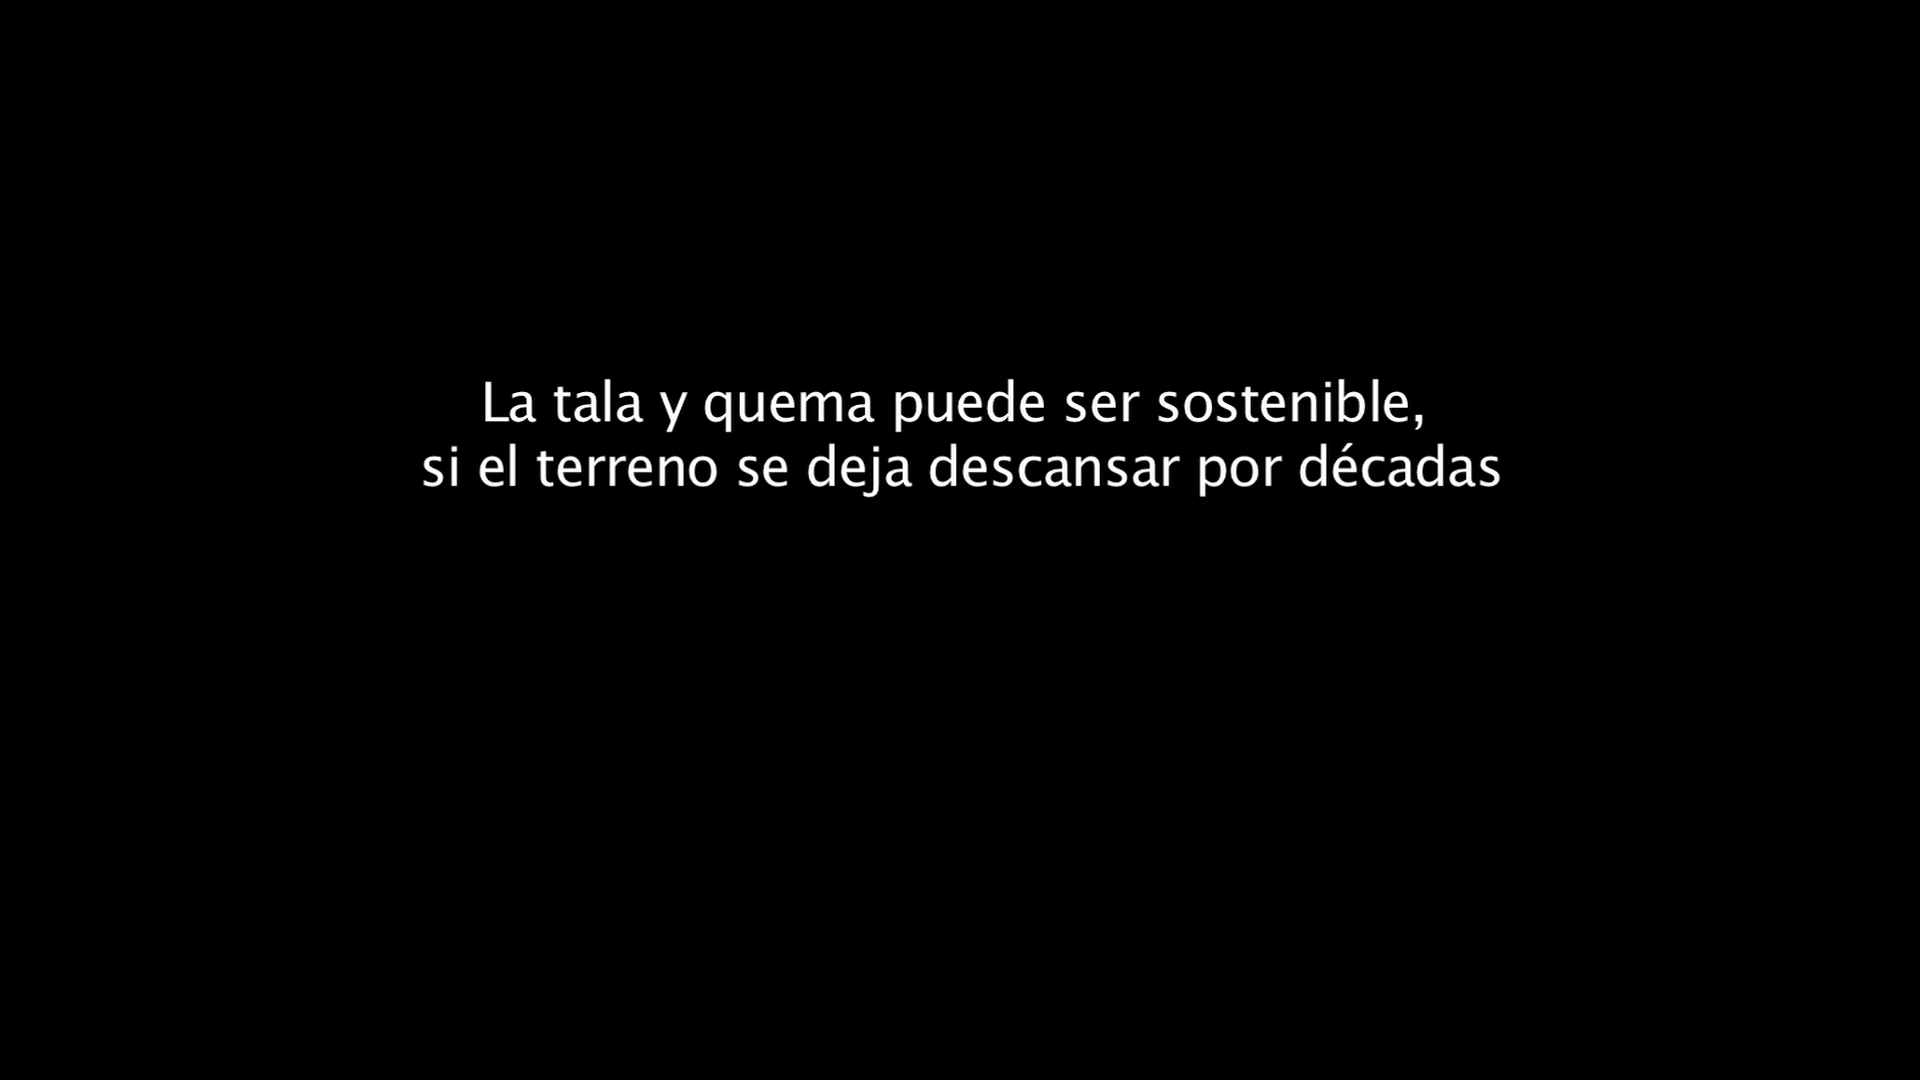 La tala y quema puede ser sostenible,
si el terreno se deja descansar por décadas